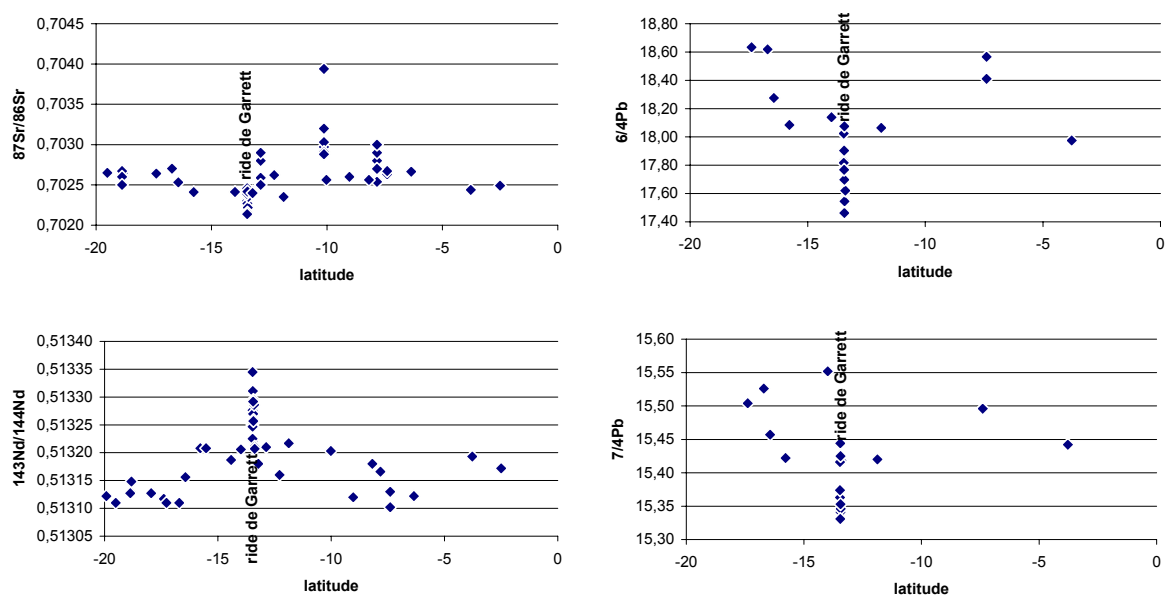 87Sr/86Sr
0,7045
0,7040
0,7035
0,7030
0,7025
0,7020
-20 -15 -10 -5 0
latitude
ride de Garrett
6/4Pb
18,80
18,60
18,40
18,20
18,00
17,80
17,60
17,40
-20 -15 -10 -5 0
latitude
ride de Garrett
143Nd/144Nd
0,51340
0,51335
0,51330
0,51325
0,51320
0,51315
0,51310
0,51305
-20 -15 -10 -5 0
latitude
ride de Garrett
7/4Pb
15,60
15,55
15,50
15,45
15,40
15,35
15,30
-20 -15 -10 -5 0
latitude
ride de Garrett